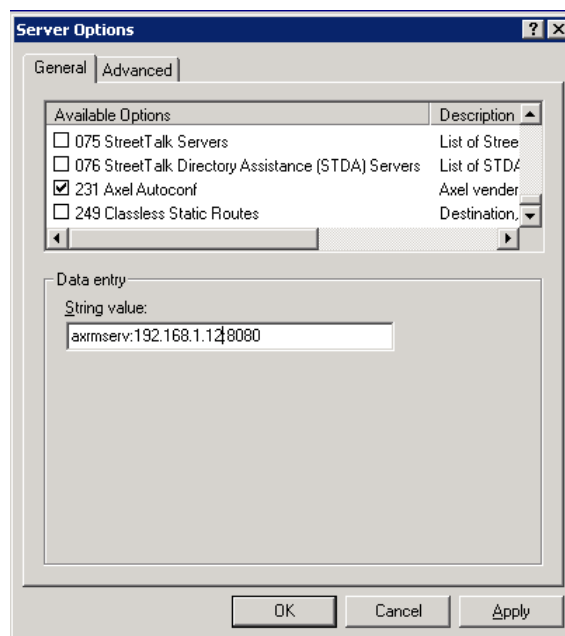 Server Options
?
General Advanced
Available Options Description
075 StreetTalk Servers List of Stree
076 StreetTalk Directory Assistance (STDA) Servers List of STDA
231 Axel Autoconf Axel vender
249 Classless Static Routes Destination,
Data entry
String value:
axrmserv:192.168.1.12:8080
OK Cancel Apply